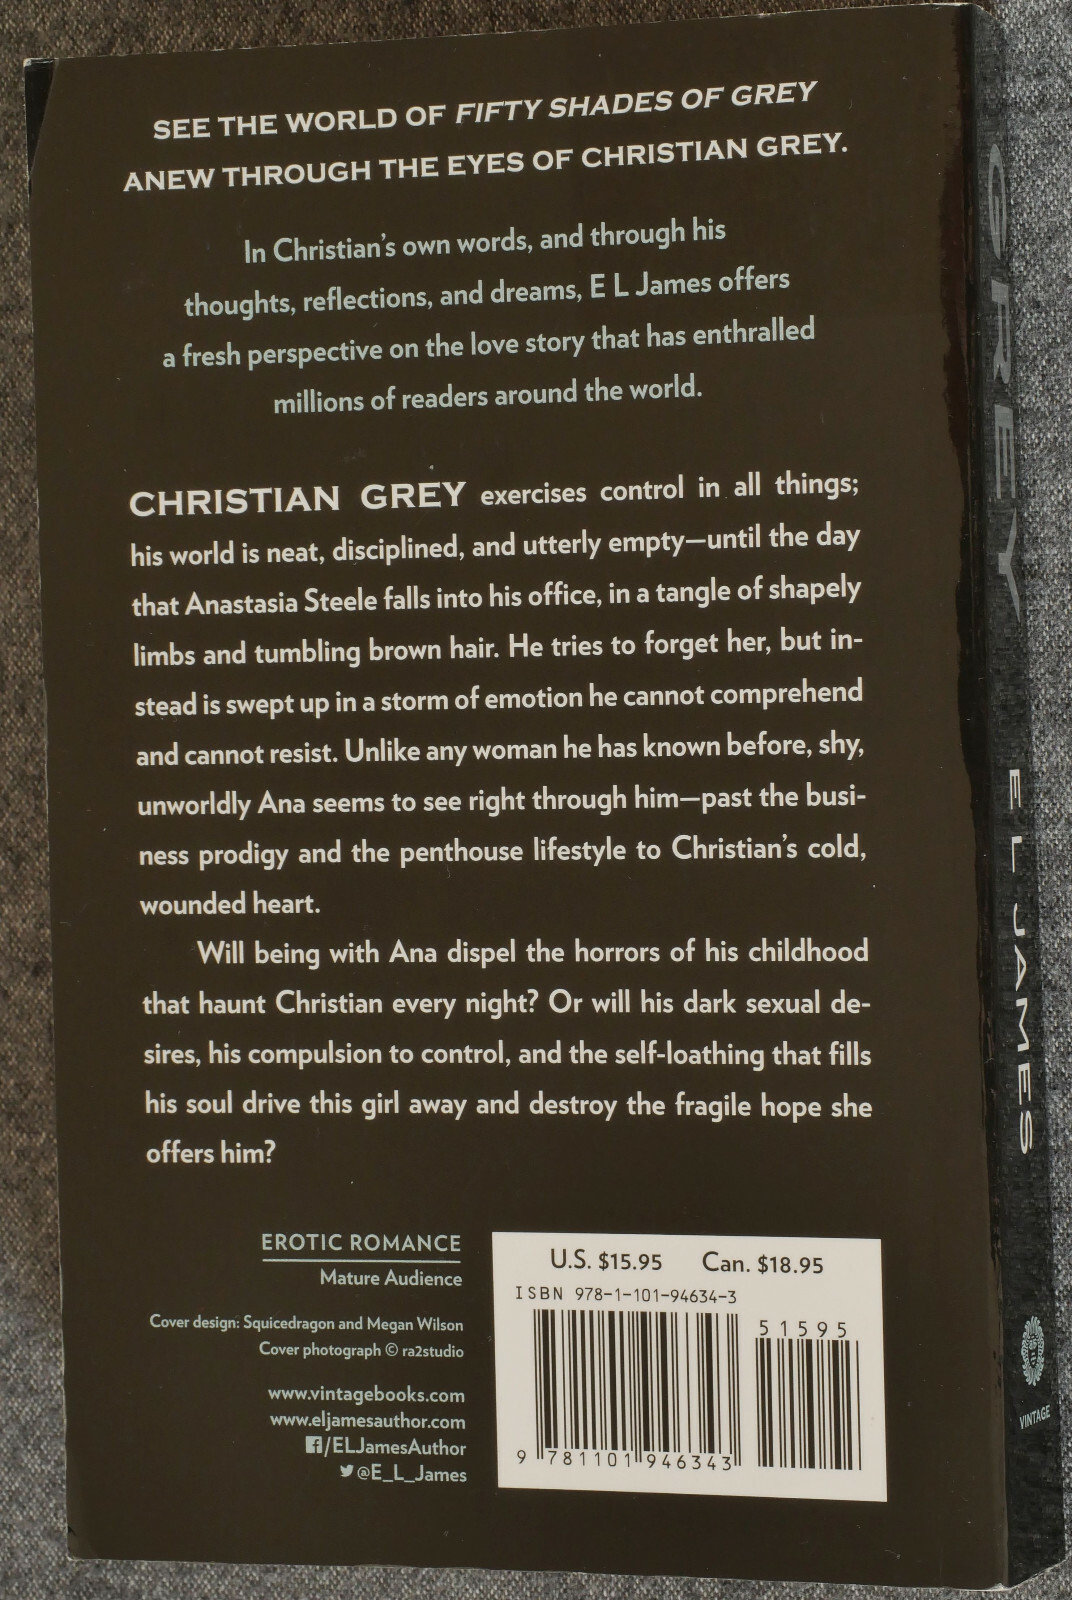 SEE THE WORLD OF FIFTY SHADES OF GREY
ANEW THROUGH THE EYES OF CHRISTIAN GREY.
In Christian's own words, and through his
thoughts, reflections, and dreams, E L James offers
a fresh perspective on the love story that has enthralled
millions of readers around the world.
CHRISTIAN GREY exercises control in all things;
his world is neat, disciplined, and utterly empty—until the day
that Anastasia Steele falls into his office, in a tangle of shapely
limbs and tumbling brown hair. He tries to forget her, but in-
stead is swept up in a storm of emotion he cannot comprehend
and cannot resist. Unlike any woman he has known before, shy,
unworldly Ana seems to see right through him—past the busi-
ness prodigy and the penthouse lifestyle to Christian's cold,
wounded heart.
Will being with Ana dispel the horrors of his childhood
that haunt Christian every night? Or will his dark sexual de-
sires, his compulsion to control, and the self-loathing that fills
his soul drive this girl away and destroy the fragile hope she
offers him?
EROTIC ROMANCE
Mature Audience
Cover design: Squicedragon and Megan Wilson
Cover photograph © ra2studio
www.vintagebooks.com
www.eljamesauthor.com
f/ELJamesAuthor
@E_L_James
U.S. $15.95 Can. $18.95
ISBN 978-1-101-94634-3
51595
9 781101 946343
GREY
E L JAMES
VINTAGE